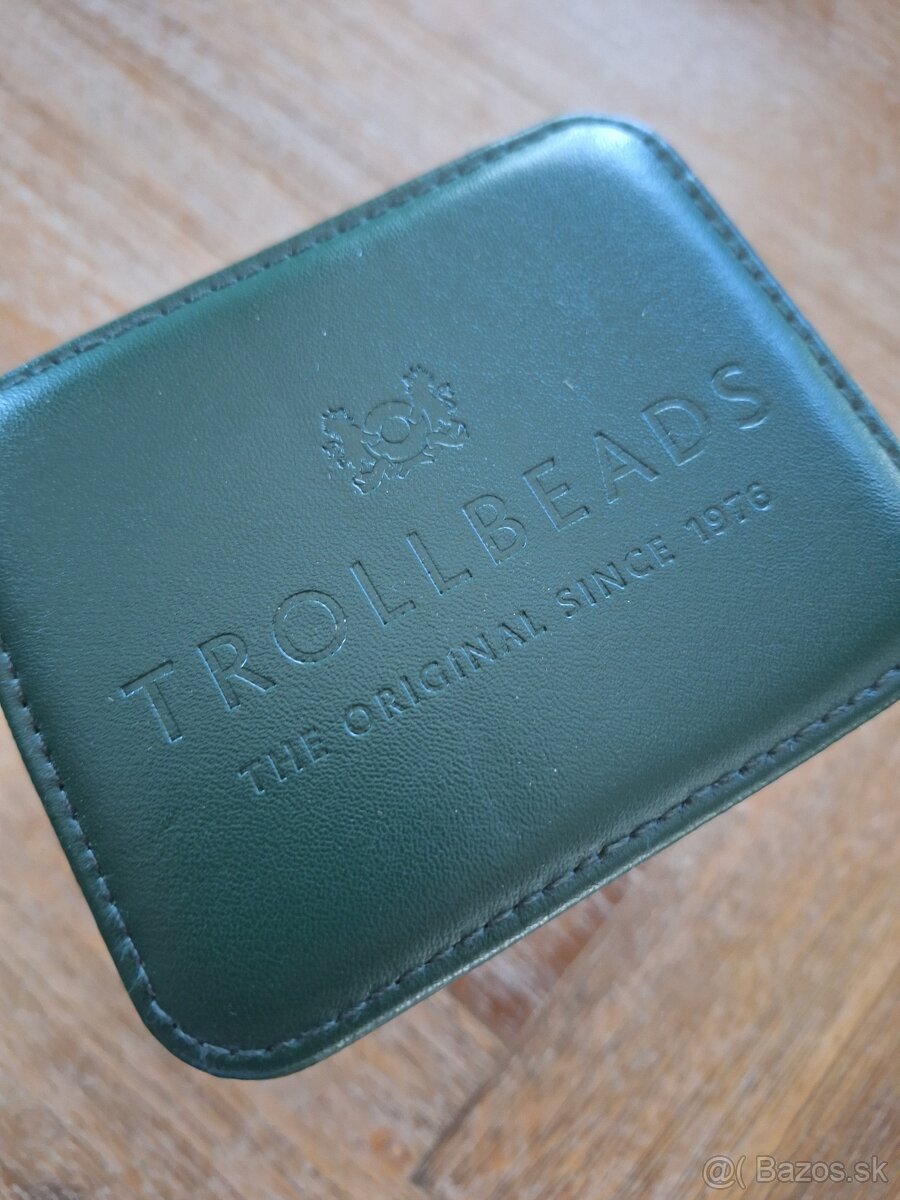 TROLLBEADS
THE ORIGINAL SINCE 1976
@( Bazos.sk